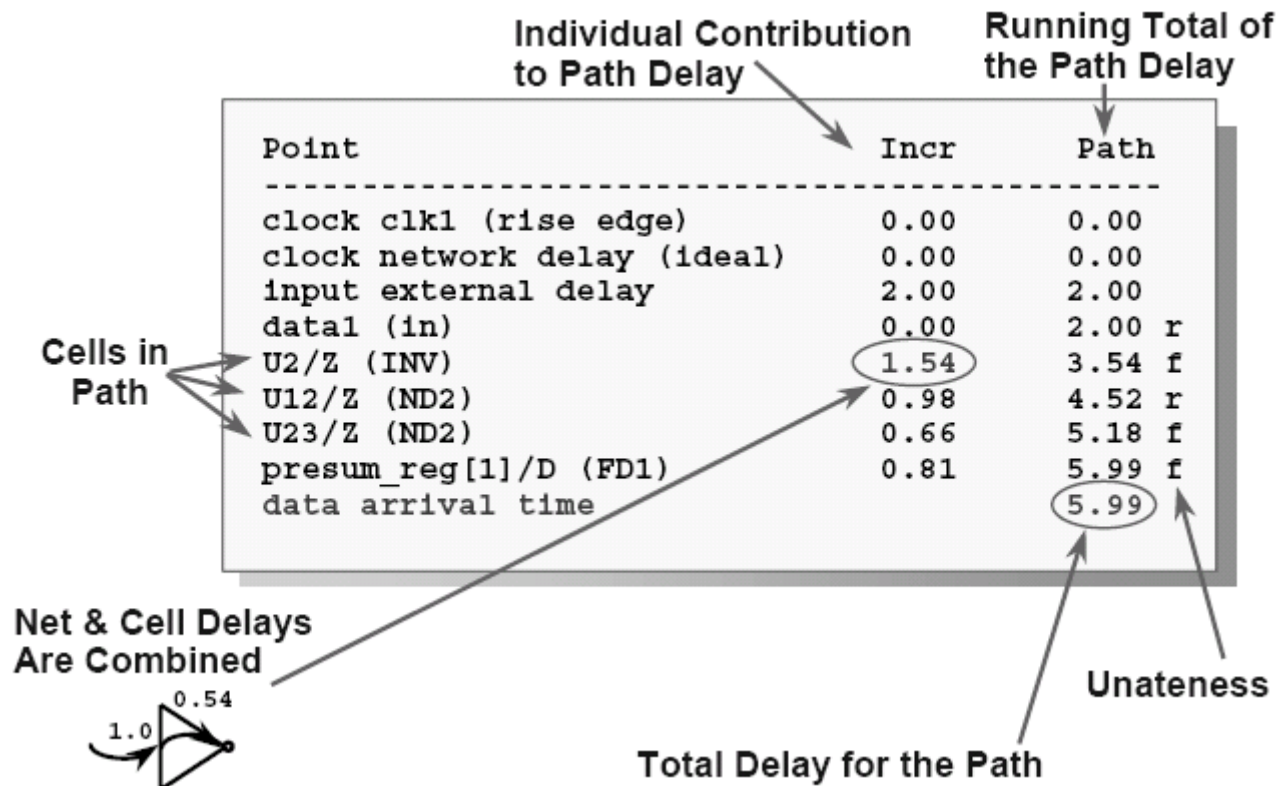 Individual Contribution
to Path Delay
Running Total of
the Path Delay
Point Incr Path
----------------------------------------------
clock clk1 (rise edge) 0.00 0.00
clock network delay (ideal) 0.00 0.00
input external delay 2.00 2.00
data1 (in) 0.00 2.00 r
Cells in
Path
U2/Z (INV) 1.54 3.54 f
U12/Z (ND2) 0.98 4.52 r
U23/Z (ND2) 0.66 5.18 f
presum_reg[1]/D (FD1) 0.81 5.99 f
data arrival time 5.99
Net & Cell Delays
Are Combined
0.54
1.0
Unateness
Total Delay for the Path